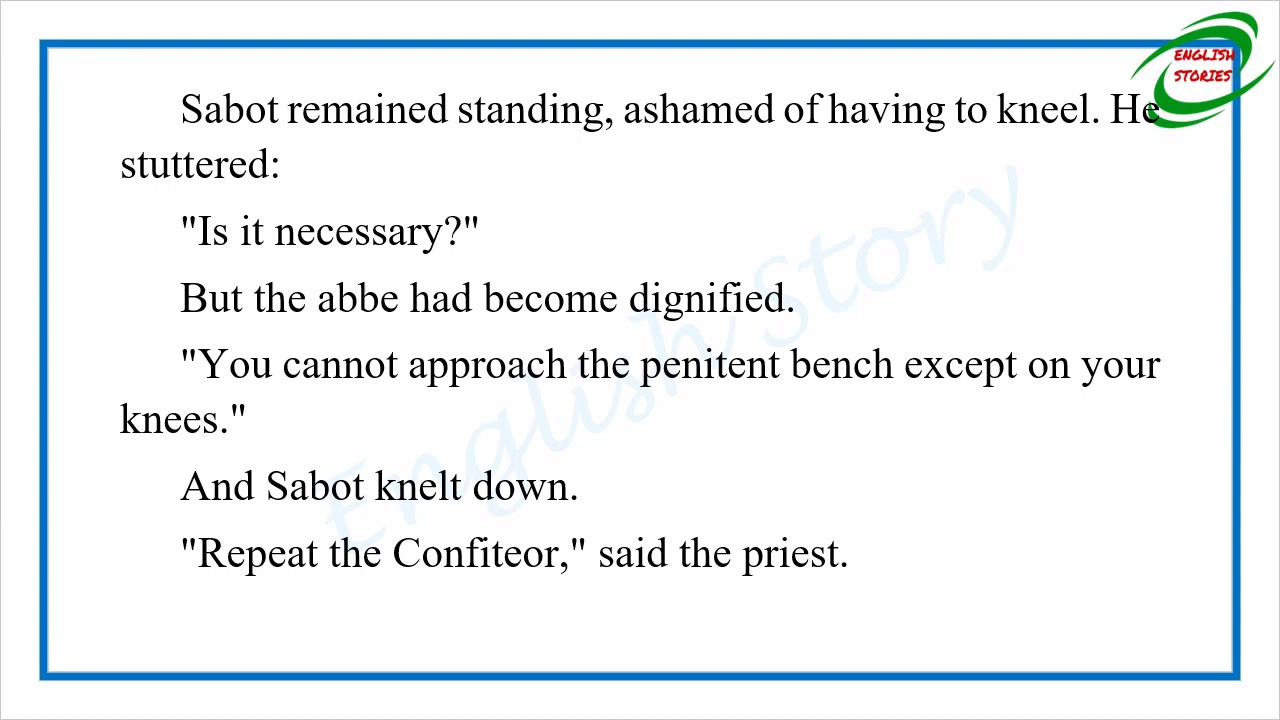 ENGLISH
STORIES
Sabot remained standing, ashamed of having to kneel. He
stuttered:
"Is it necessary?"
But the abbe had become dignified.
"You cannot approach the penitent bench except on your
knees."
And Sabot knelt down.
"Repeat the Confiteor," said the priest.
English Story